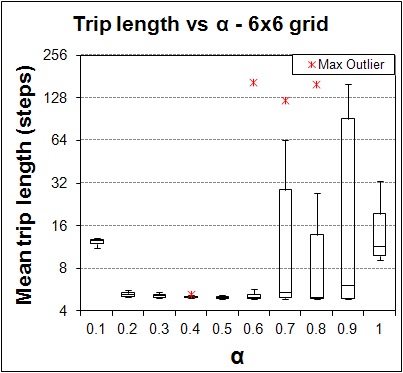 Trip length vs α - 6x6 grid
Mean trip length (steps)
256
128
64
32
16
8
4
Max Outlier
0.1 0.2 0.3 0.4 0.5 0.6 0.7 0.8 0.9 1
α